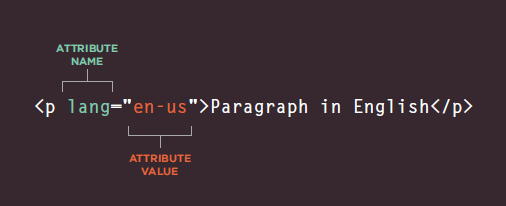 ATTRIBUTE
NAME
<p lang="en-us">Paragraph in English</p>
ATTRIBUTE
VALUE